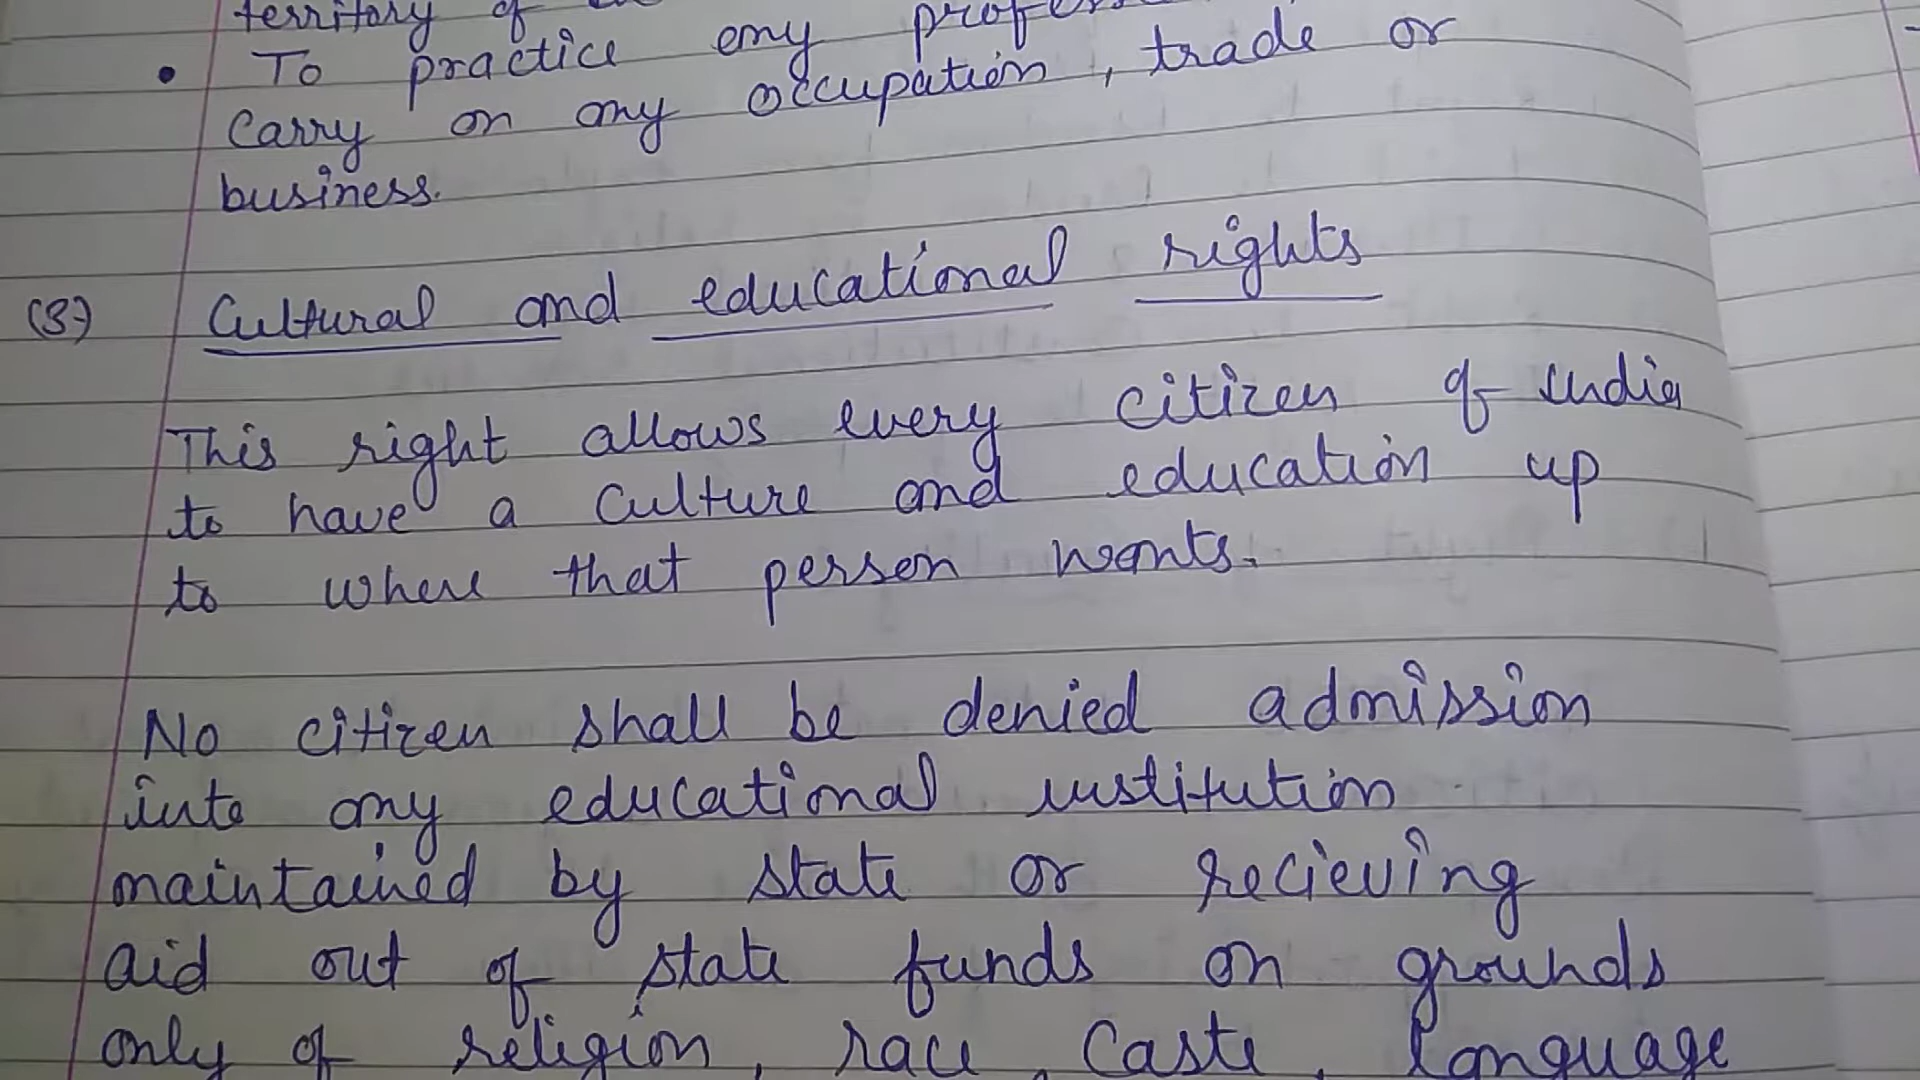 territory of
• To practice any
carry on any occupation, trade or
business.
(3) Cultural and educational rights
This right allows every citizen of India
to have a culture and education up
to where that person wants.
No citizen shall be denied admission
into any educational institution
maintained by state or recieving
aid out of state funds on grounds
only of religion, race, caste, language